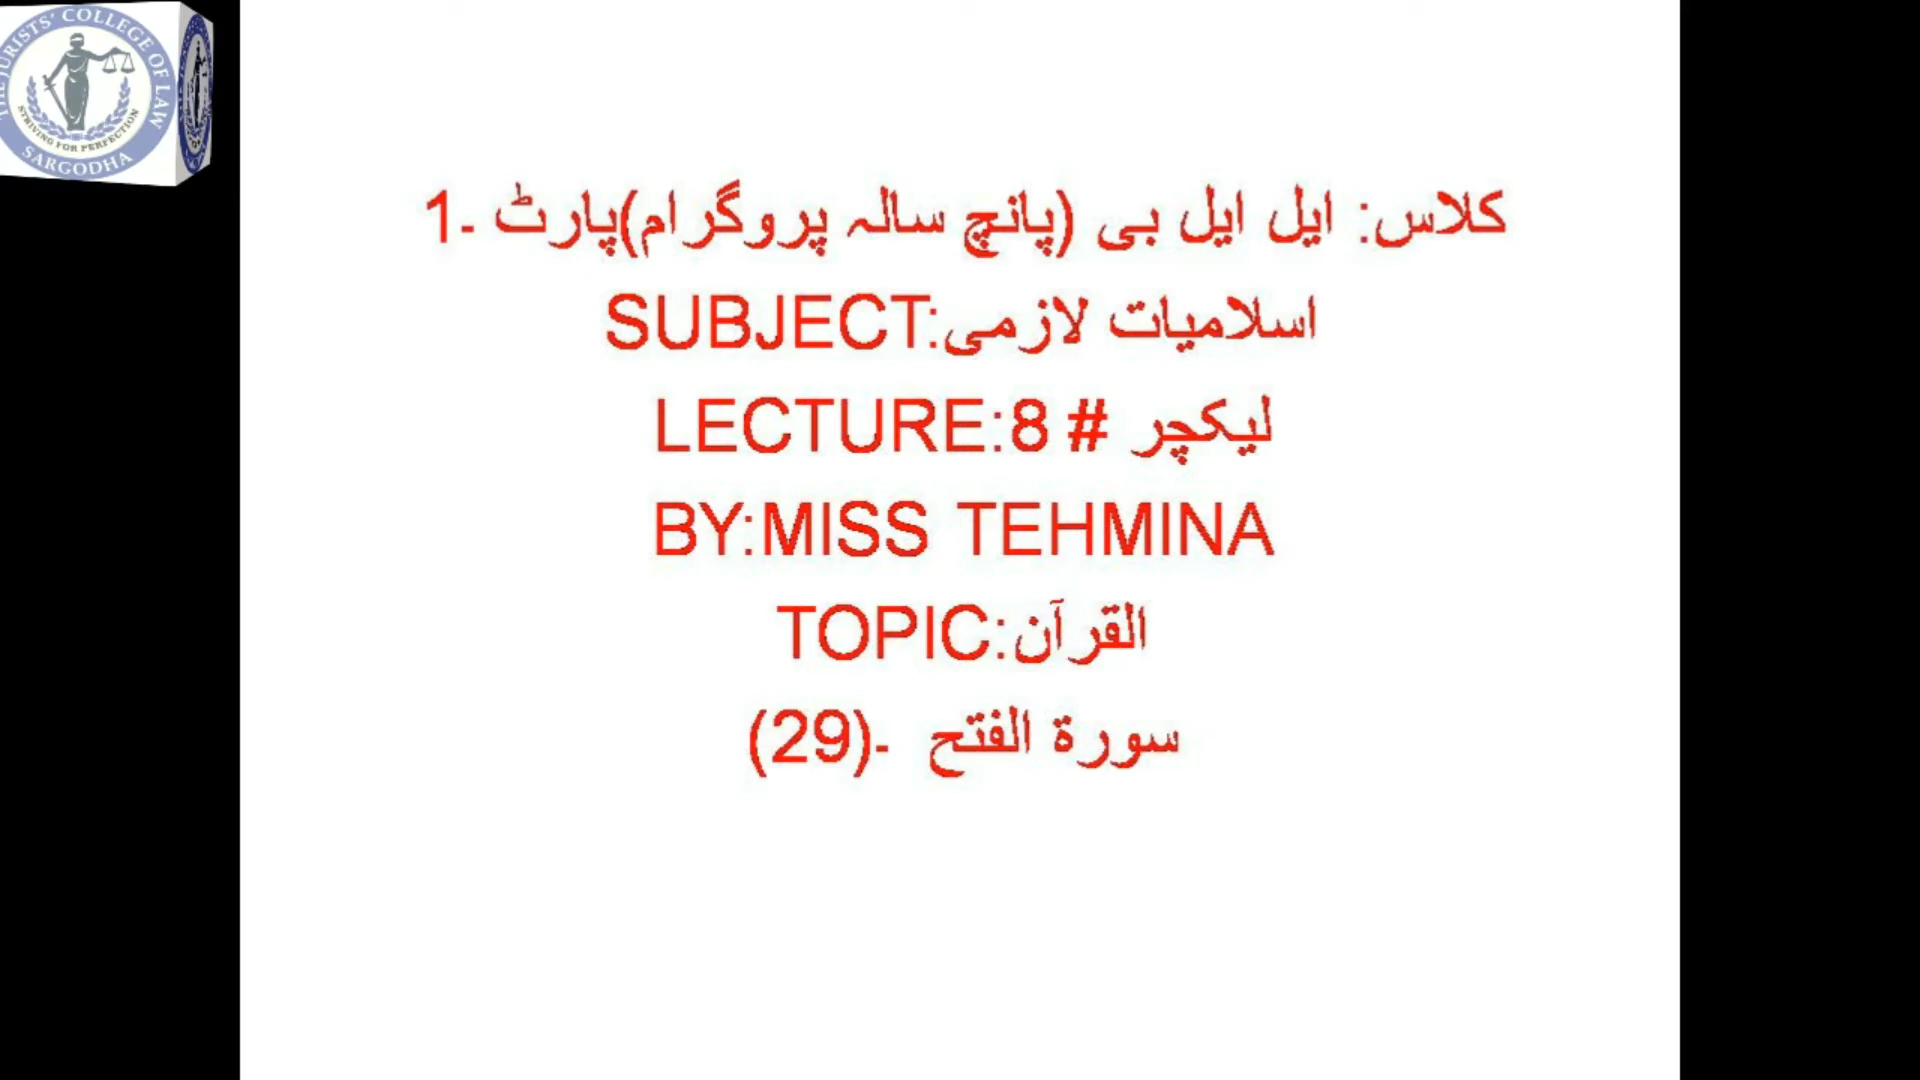 THE JURISTS' COLLEGE OF LAW
STRIVING FOR PERFECTION
SARGODHA
کلاس: ایل ایل بی (پانچ سالہ پروگرام)پارٹ ۔1
SUBJECT:اسلامیات لازمی
LECTURE:8 # لیکچر
BY:MISS TEHMINA
TOPIC:القرآن
سورۃ الفتح ۔(29)